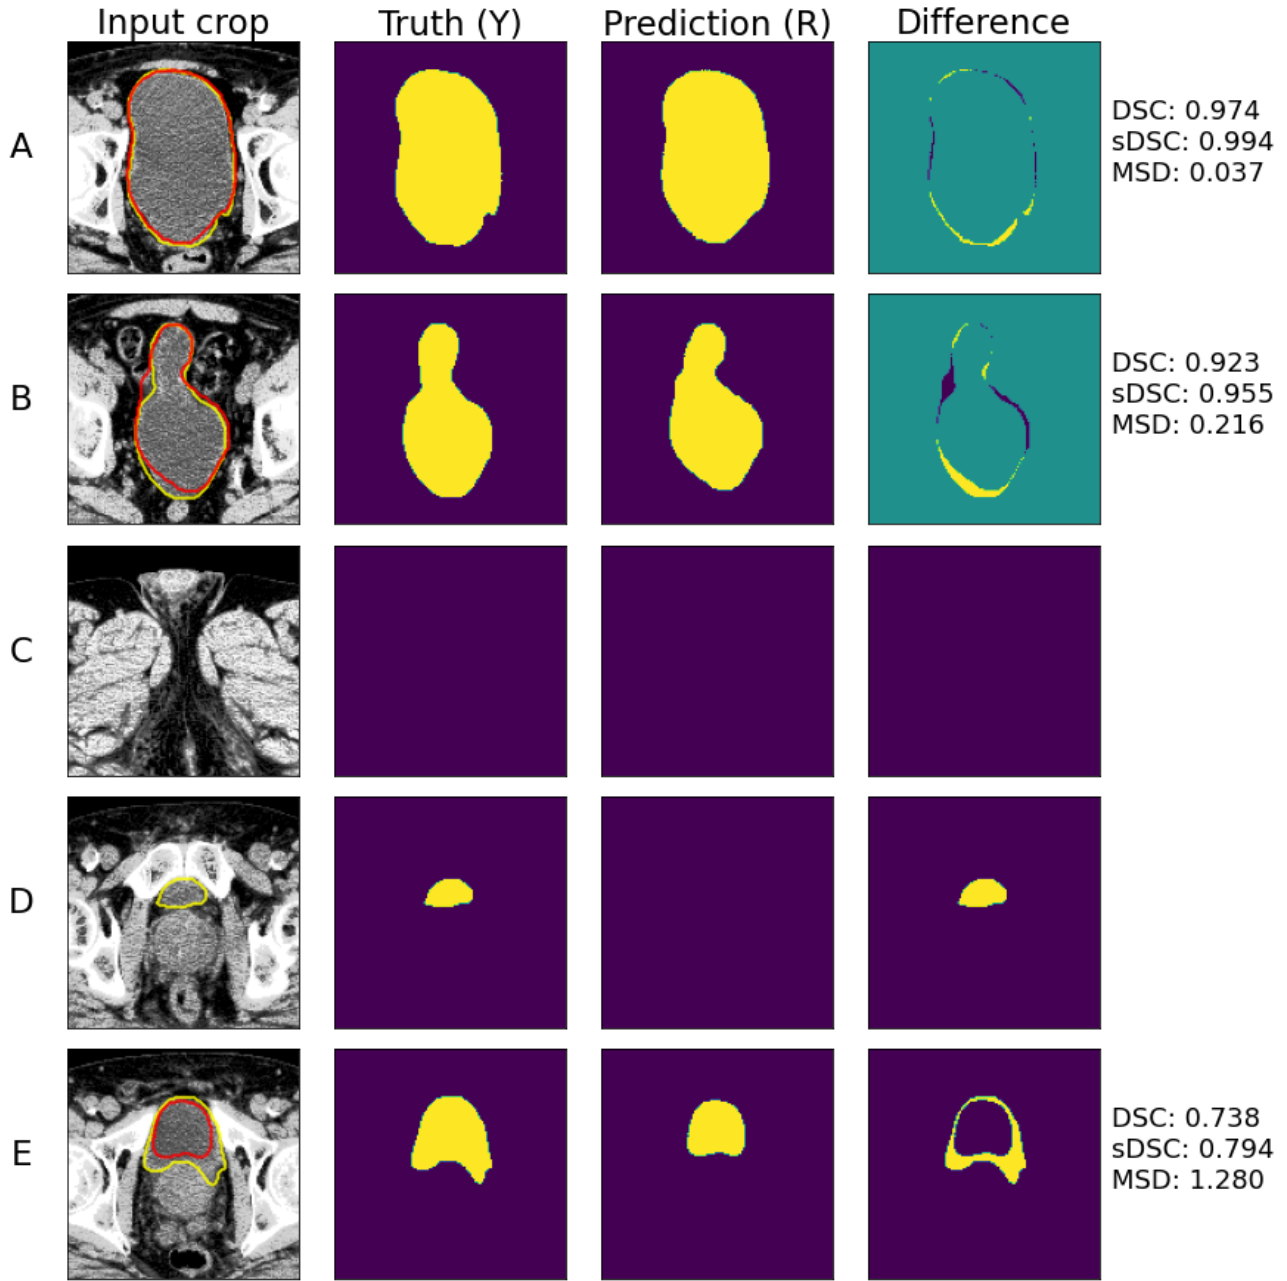 Input crop Truth (Y) Prediction (R) Difference
A
DSC: 0.974
sDSC: 0.994
MSD: 0.037
B
DSC: 0.923
sDSC: 0.955
MSD: 0.216
C
D
E
DSC: 0.738
sDSC: 0.794
MSD: 1.280